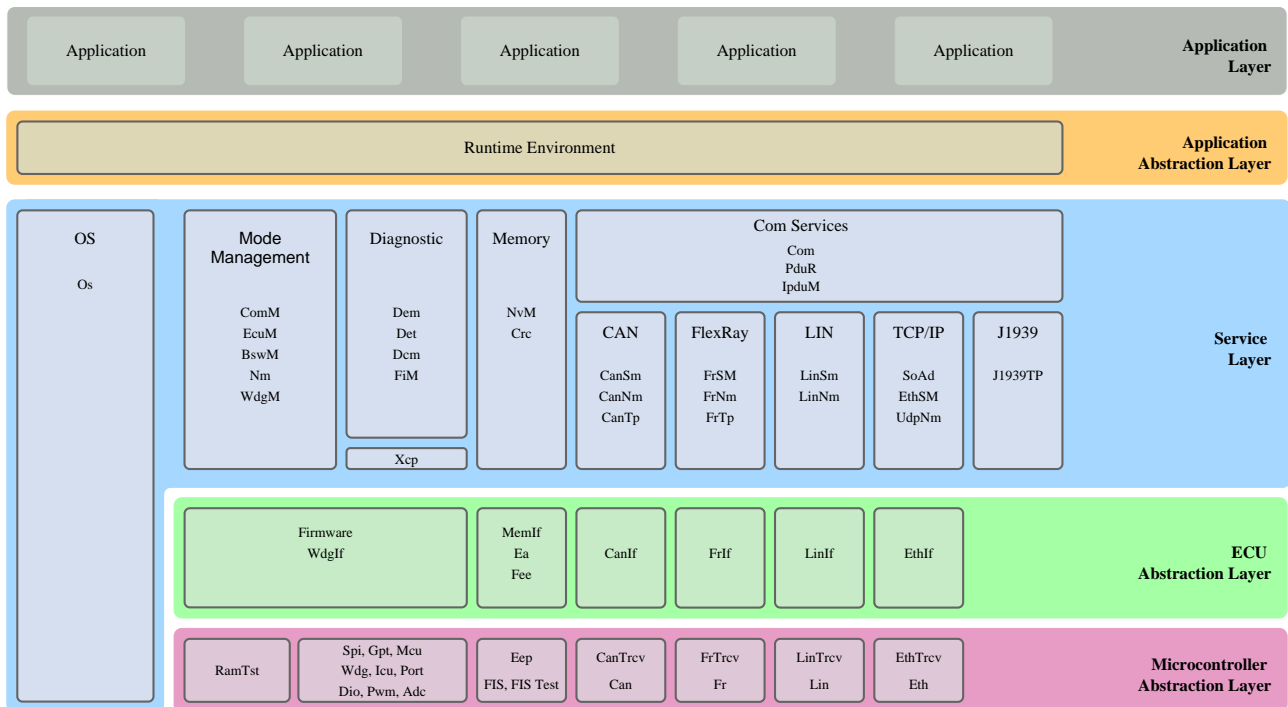 Application
Application
Application
Application
Application
Application
Layer
Runtime Environment
Application
Abstraction Layer
OS
Os
Mode
Management
ComM
EcuM
BswM
Nm
WdgM
Diagnostic
Dem
Det
Dcm
FiM
Xcp
Memory
NvM
Crc
Com Services
Com
PduR
IpduM
CAN
CanSm
CanNm
CanTp
FlexRay
FrSM
FrNm
FrTp
LIN
LinSm
LinNm
TCP/IP
SoAd
EthSM
UdpNm
J1939
J1939TP
Service
Layer
Firmware
WdgIf
MemIf
Ea
Fee
CanIf
FrIf
LinIf
EthIf
ECU
Abstraction Layer
RamTst
Spi, Gpt, Mcu
Wdg, Icu, Port
Dio, Pwm, Adc
Eep
FIS, FIS Test
CanTrcv
Can
FrTrcv
Fr
LinTrcv
Lin
EthTrcv
Eth
Microcontroller
Abstraction Layer